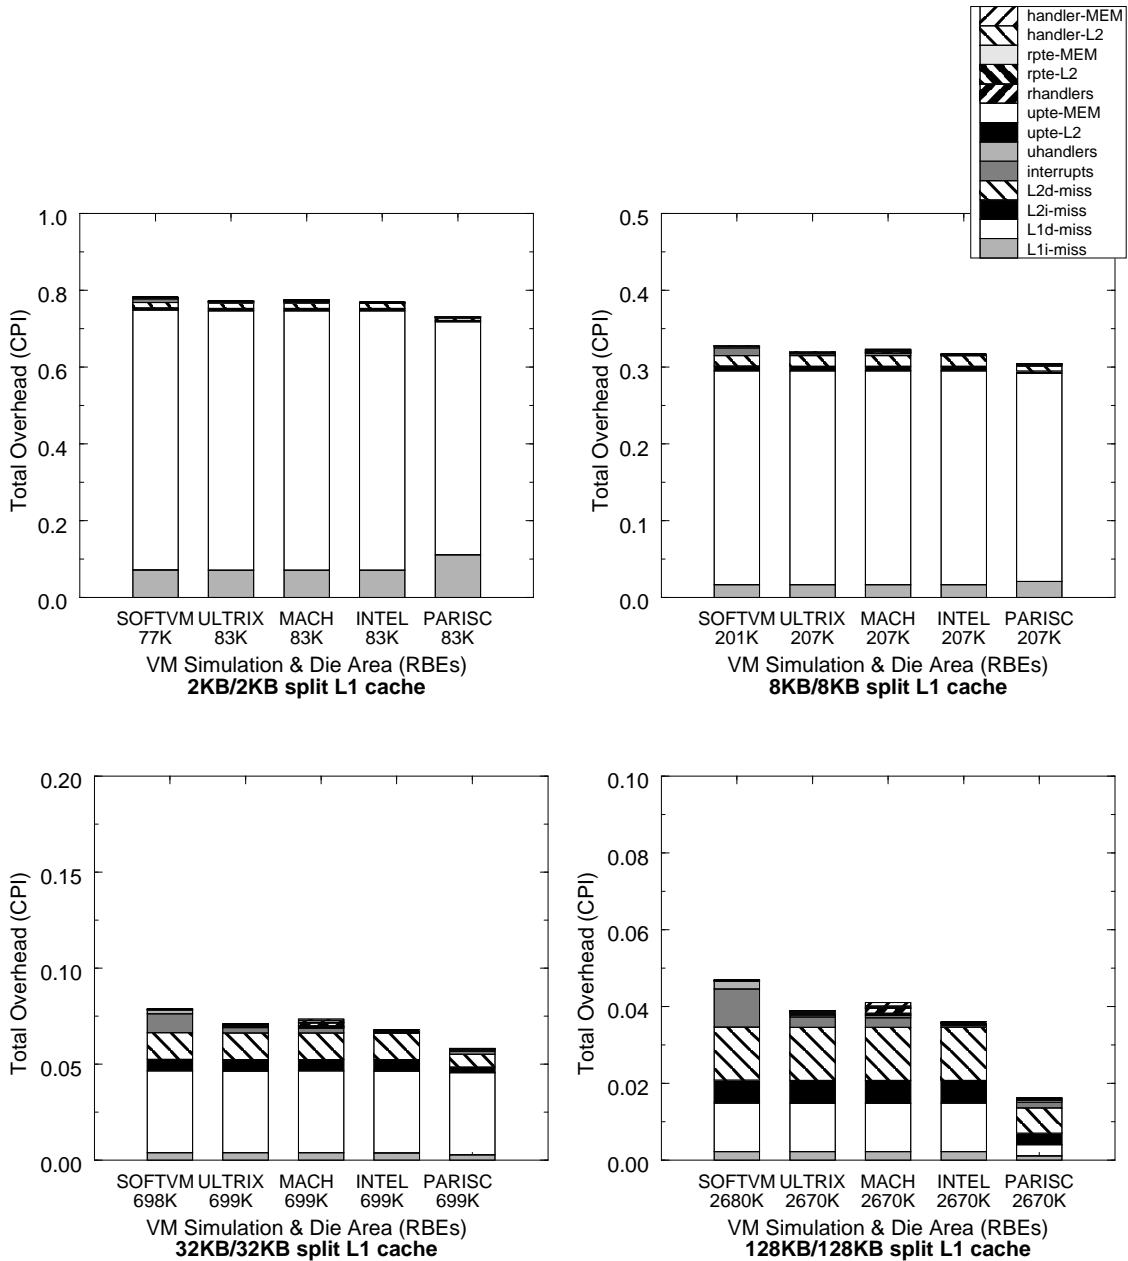 handler-MEM
handler-L2
rpte-MEM
rpte-L2
rhandlers
upte-MEM
upte-L2
uhandlers
interrupts
L2d-miss
L2i-miss
L1d-miss
L1i-miss
Total Overhead (CPI)
1.0
0.8
0.6
0.4
0.2
0.0
SOFTVM ULTRIX MACH INTEL PARISC
77K 83K 83K 83K 83K
VM Simulation & Die Area (RBEs)
2KB/2KB split L1 cache
Total Overhead (CPI)
0.5
0.4
0.3
0.2
0.1
0.0
SOFTVM ULTRIX MACH INTEL PARISC
201K 207K 207K 207K 207K
VM Simulation & Die Area (RBEs)
8KB/8KB split L1 cache
Total Overhead (CPI)
0.20
0.15
0.10
0.05
0.00
SOFTVM ULTRIX MACH INTEL PARISC
698K 699K 699K 699K 699K
VM Simulation & Die Area (RBEs)
32KB/32KB split L1 cache
Total Overhead (CPI)
0.10
0.08
0.06
0.04
0.02
0.00
SOFTVM ULTRIX MACH INTEL PARISC
2680K 2670K 2670K 2670K 2670K
VM Simulation & Die Area (RBEs)
128KB/128KB split L1 cache